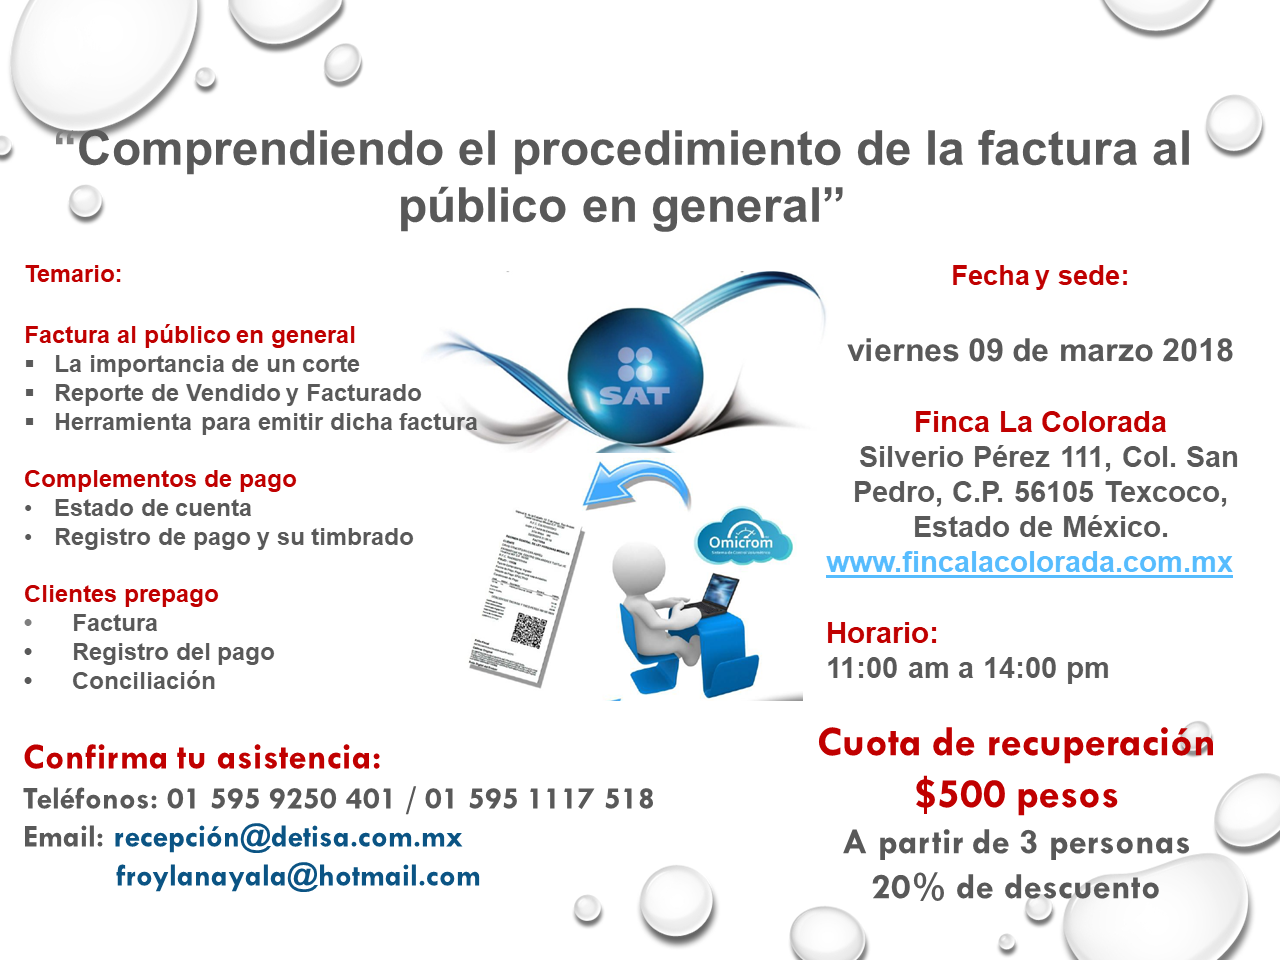 “Comprendiendo el procedimiento de la factura al
público en general”
Temario:
Factura al público en general
▪ La importancia de un corte
▪ Reporte de Vendido y Facturado
▪ Herramienta para emitir dicha factura
Complementos de pago
• Estado de cuenta
• Registro de pago y su timbrado
Clientes prepago
• Factura
• Registro del pago
• Conciliación
SAT
Omicrom
Fecha y sede:
viernes 09 de marzo 2018
Finca La Colorada
Silverio Pérez 111, Col. San
Pedro, C.P. 56105 Texcoco,
Estado de México.
www.fincalacolorada.com.mx
Horario:
11:00 am a 14:00 pm
Confirma tu asistencia:
Teléfonos: 01 595 9250 401 / 01 595 1117 518
Email: recepción@detisa.com.mx
froylanayala@hotmail.com
Cuota de recuperación
$500 pesos
A partir de 3 personas
20% de descuento